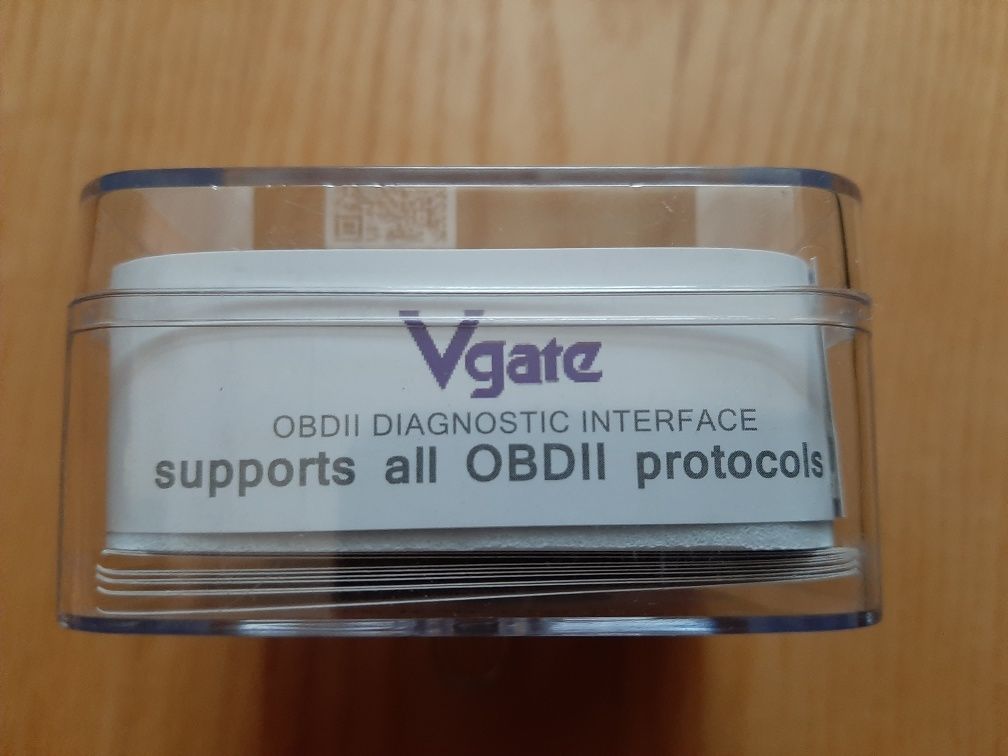 Vgate
OBDII DIAGNOSTIC INTERFACE
supports all OBDII protocols